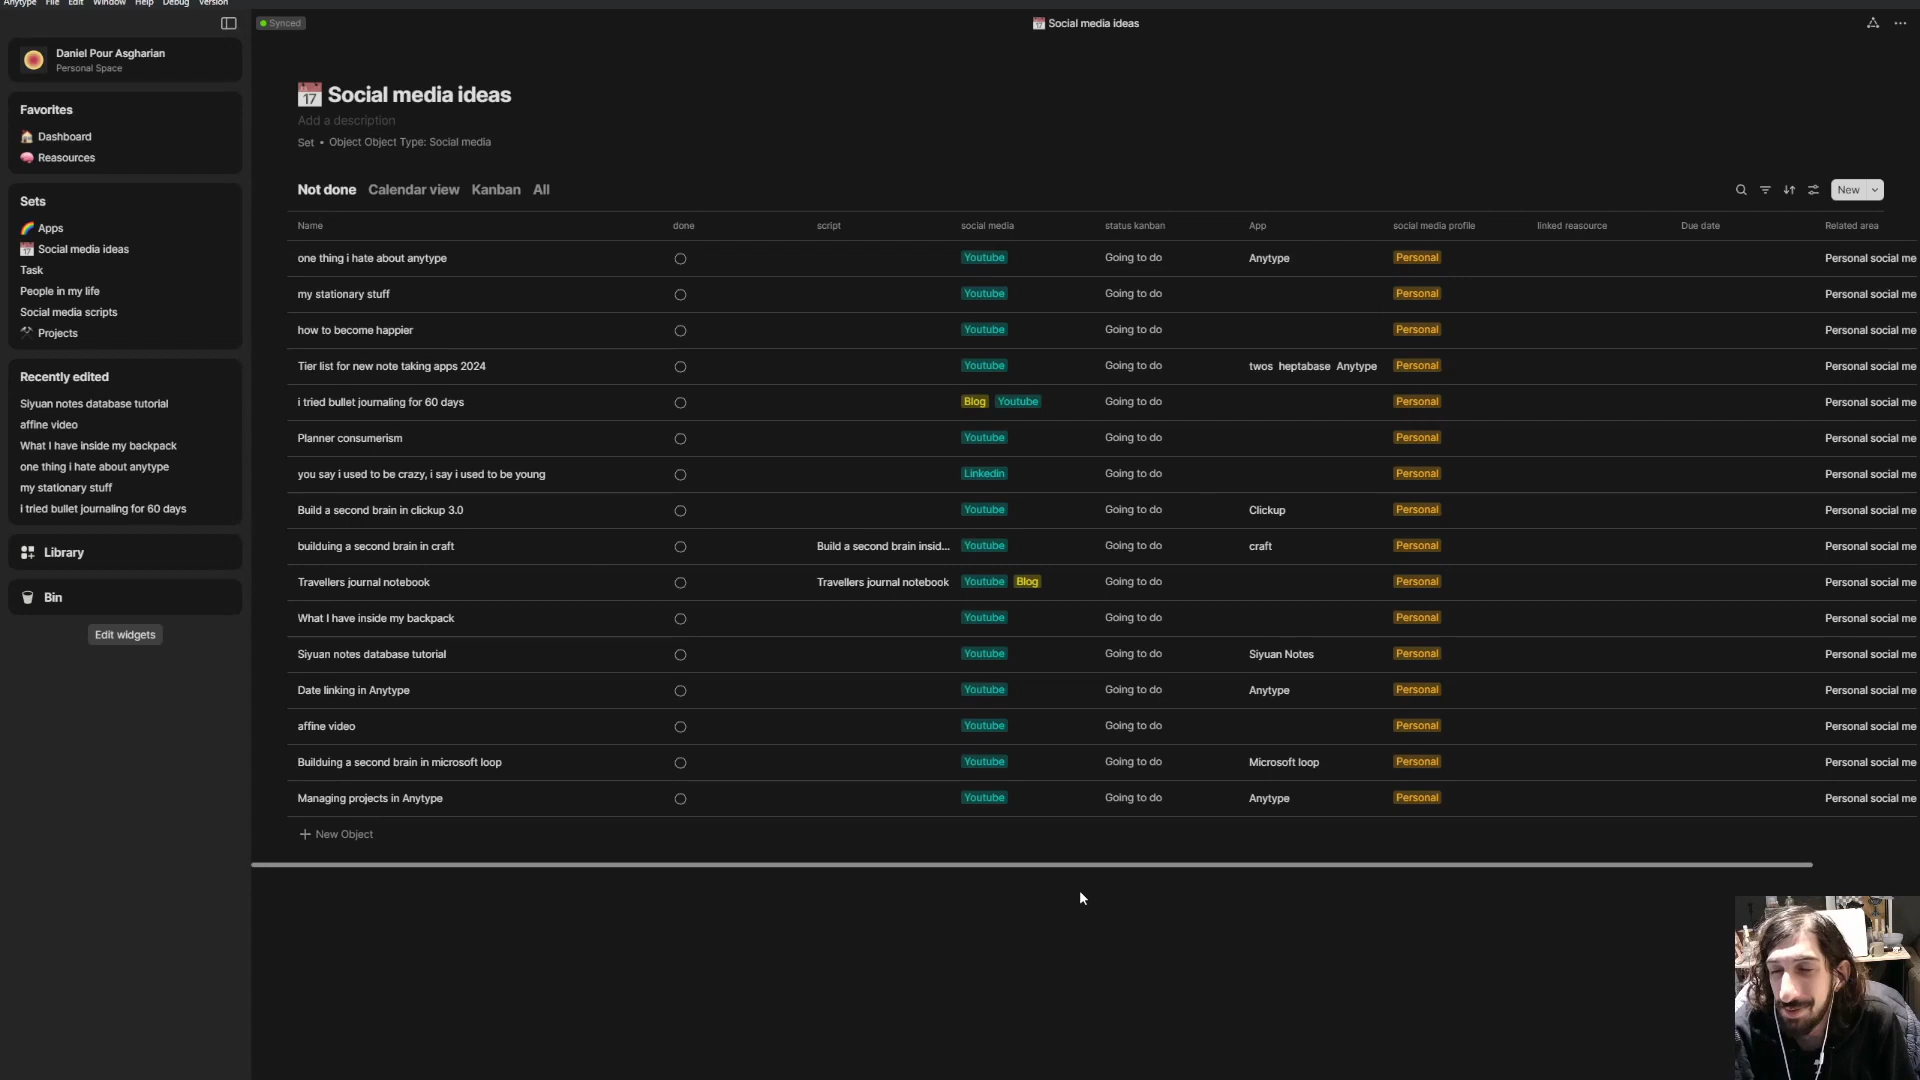 Anytype File Edit Window Help Debug Version
Synced
Social media ideas
Daniel Pour Asgharian
Personal Space
Favorites
Dashboard
Reasources
Sets
Apps
Social media ideas
Task
People in my life
Social media scripts
Projects
Recently edited
Siyuan notes database tutorial
affine video
What I have inside my backpack
one thing i hate about anytype
my stationary stuff
i tried bullet journaling for 60 days
Library
Bin
Edit widgets
17 Social media ideas
Add a description
Set • Object Object Type: Social media
Not done Calendar view Kanban All
New
Name done script social media status kanban App social media profile linked reasource Due date Related area
one thing i hate about anytype Youtube Going to do Anytype Personal Personal social me
my stationary stuff Youtube Going to do Personal Personal social me
how to become happier Youtube Going to do Personal Personal social me
Tier list for new note taking apps 2024 Youtube Going to do twos heptabase Anytype Personal Personal social me
i tried bullet journaling for 60 days Blog Youtube Going to do Personal Personal social me
Planner consumerism Youtube Going to do Personal Personal social me
you say i used to be crazy, i say i used to be young Linkedin Going to do Personal Personal social me
Build a second brain in clickup 3.0 Youtube Going to do Clickup Personal Personal social me
builduing a second brain in craft Build a second brain insid... Youtube Going to do craft Personal Personal social me
Travellers journal notebook Travellers journal notebook Youtube Blog Going to do Personal Personal social me
What I have inside my backpack Youtube Going to do Personal Personal social me
Siyuan notes database tutorial Youtube Going to do Siyuan Notes Personal Personal social me
Date linking in Anytype Youtube Going to do Anytype Personal Personal social me
affine video Youtube Going to do Personal Personal social me
Builduing a second brain in microsoft loop Youtube Going to do Microsoft loop Personal Personal social me
Managing projects in Anytype Youtube Going to do Anytype Personal Personal social me
New Object